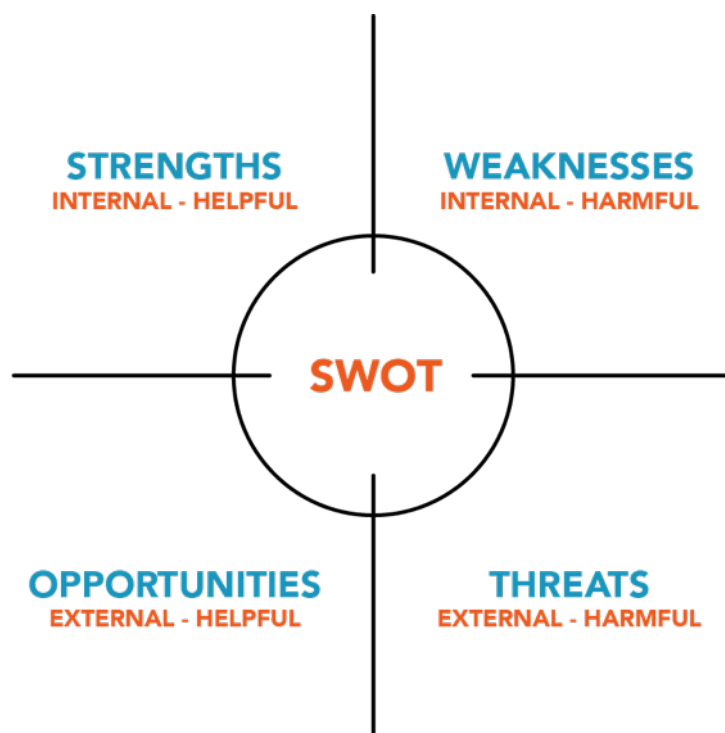 STRENGTHS
INTERNAL - HELPFUL
WEAKNESSES
INTERNAL - HARMFUL
SWOT
OPPORTUNITIES
EXTERNAL - HELPFUL
THREATS
EXTERNAL - HARMFUL